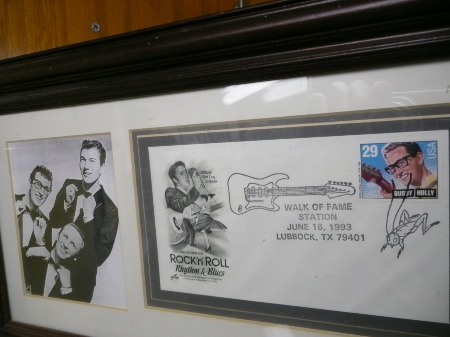 29
USA
BUDDY HOLLY
WALK OF FAME
STATION
JUNE 16, 1993
LUBBOCK, TX 79401
ROCK'N'ROLL
Rhythm & Blues